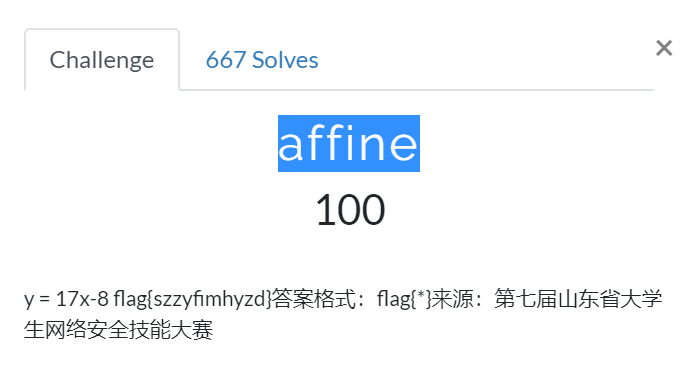 Challenge
667 Solves
×
affine
100
y = 17x-8 flag{szzyfimhyzd}答案格式：flag{*}来源：第七届山东省大学
生网络安全技能大赛